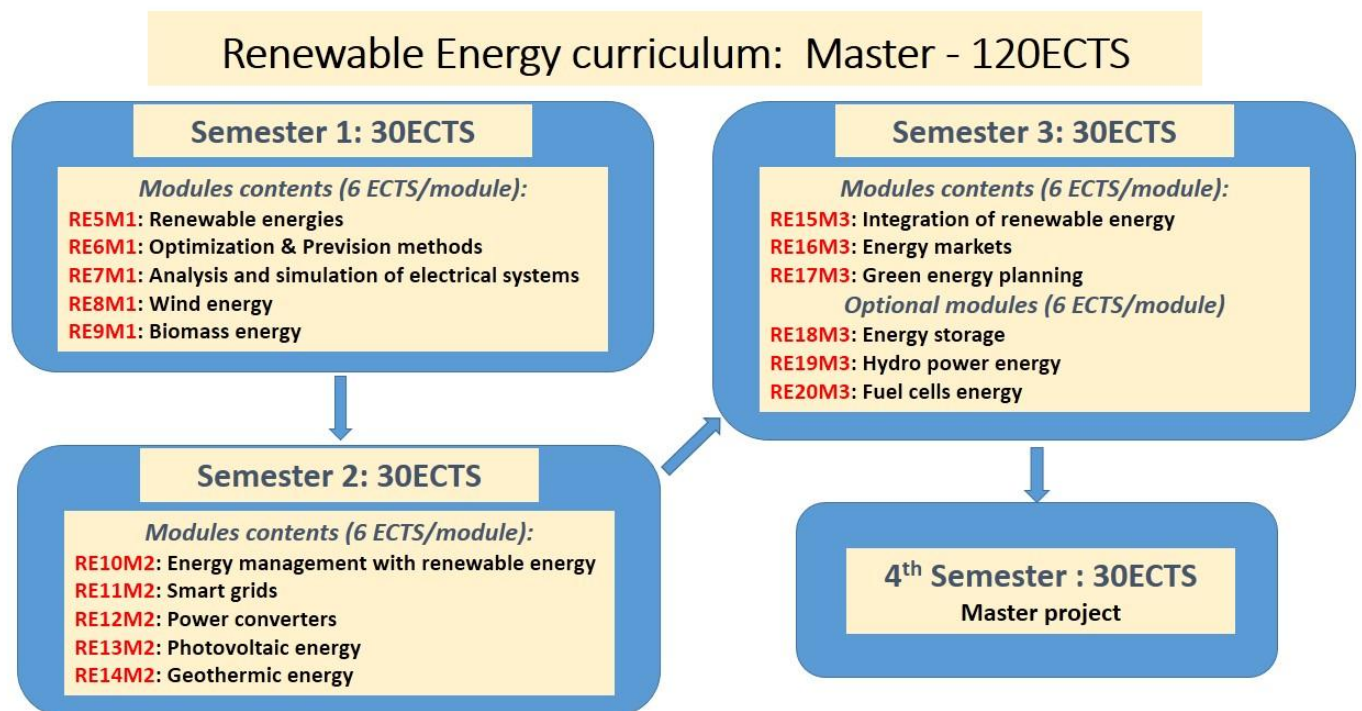 Renewable Energy curriculum: Master - 120ECTS
Semester 1: 30ECTS
Modules contents (6 ECTS/module):
RE5M1: Renewable energies
RE6M1: Optimization & Prevision methods
RE7M1: Analysis and simulation of electrical systems
RE8M1: Wind energy
RE9M1: Biomass energy
Semester 2: 30ECTS
Modules contents (6 ECTS/module):
RE10M2: Energy management with renewable energy
RE11M2: Smart grids
RE12M2: Power converters
RE13M2: Photovoltaic energy
RE14M2: Geothermic energy
Semester 3: 30ECTS
Modules contents (6 ECTS/module):
RE15M3: Integration of renewable energy
RE16M3: Energy markets
RE17M3: Green energy planning
Optional modules (6 ECTS/module)
RE18M3: Energy storage
RE19M3: Hydro power energy
RE20M3: Fuel cells energy
4th Semester : 30ECTS
Master project